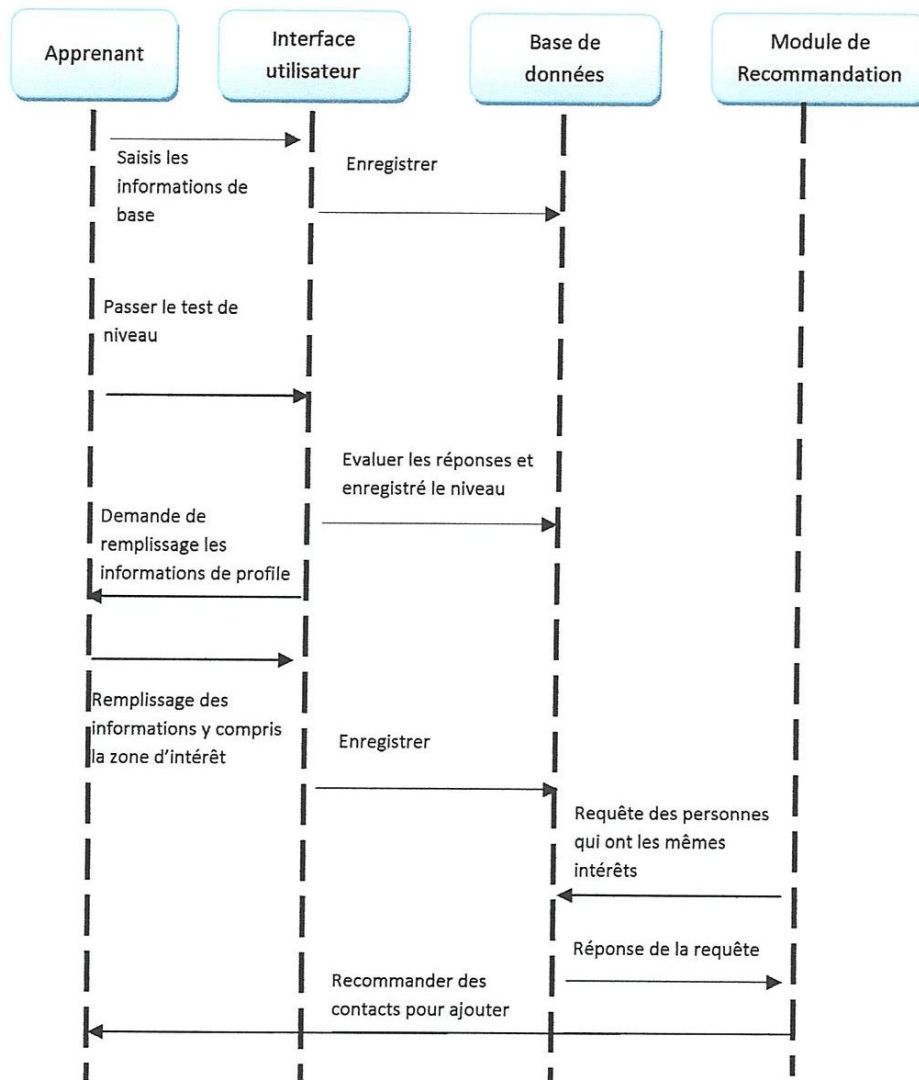 Apprenant
Interface
utilisateur
Base de
données
Module de
Recommandation
Saisis les
informations de
base
Enregistrer
Passer le test de
niveau
Evaluer les réponses et
enregistré le niveau
Demande de
remplissage les
informations de profile
Remplissage des
informations y compris
la zone d'intérêt
Enregistrer
Requête des personnes
qui ont les mêmes
intérêts
Réponse de la requête
Recommander des
contacts pour ajouter